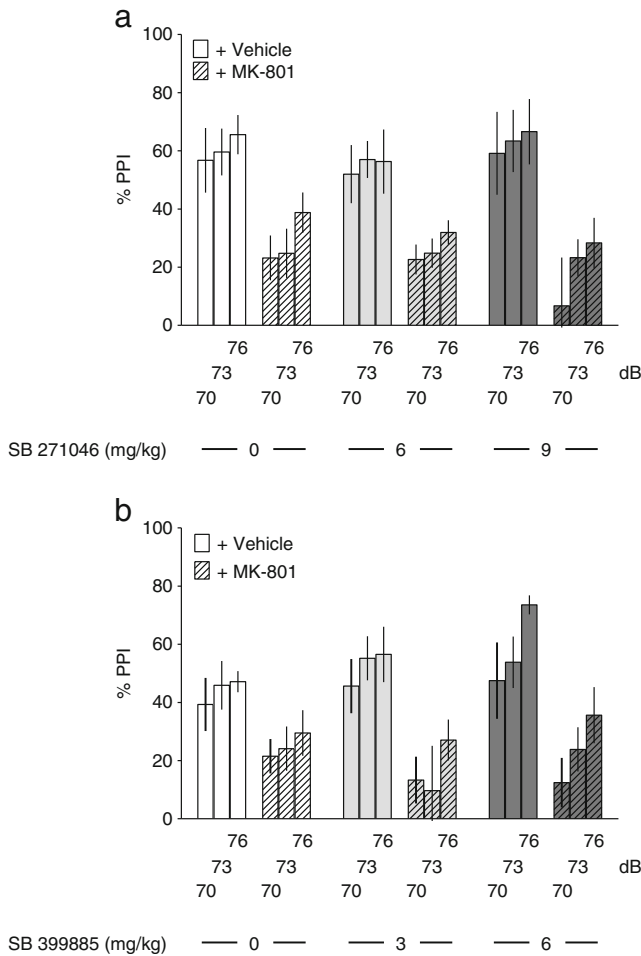 a
100
80
60
40
20
0
% PPI
+ Vehicle
+ MK-801
76 76 76 76 76 76
73 73 73 73 73 73 dB
70 70 70 70 70 70
SB 271046 (mg/kg) 0 6 9
b
100
80
60
40
20
0
% PPI
+ Vehicle
+ MK-801
76 76 76 76 76 76
73 73 73 73 73 73 dB
70 70 70 70 70 70
SB 399885 (mg/kg) 0 3 6